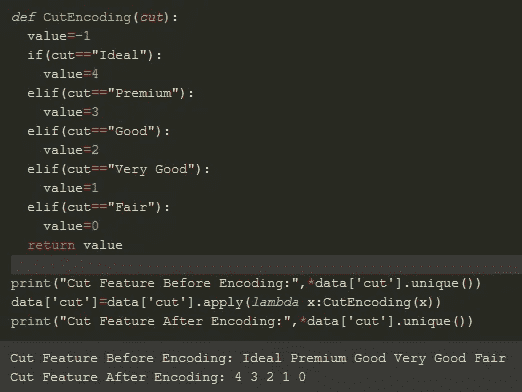 def CutEncoding(cut):
  value=-1
  if(cut=="Ideal"):
    value=4
  elif(cut=="Premium"):
    value=3
  elif(cut=="Good"):
    value=2
  elif(cut=="Very Good"):
    value=1
  elif(cut=="Fair"):
    value=0
  return value
print("Cut Feature Before Encoding:",*data['cut'].unique())
data['cut']=data['cut'].apply(lambda x:CutEncoding(x))
print("Cut Feature After Encoding:",*data['cut'].unique())
Cut Feature Before Encoding: Ideal Premium Good Very Good Fair
Cut Feature After Encoding: 4 3 2 1 0